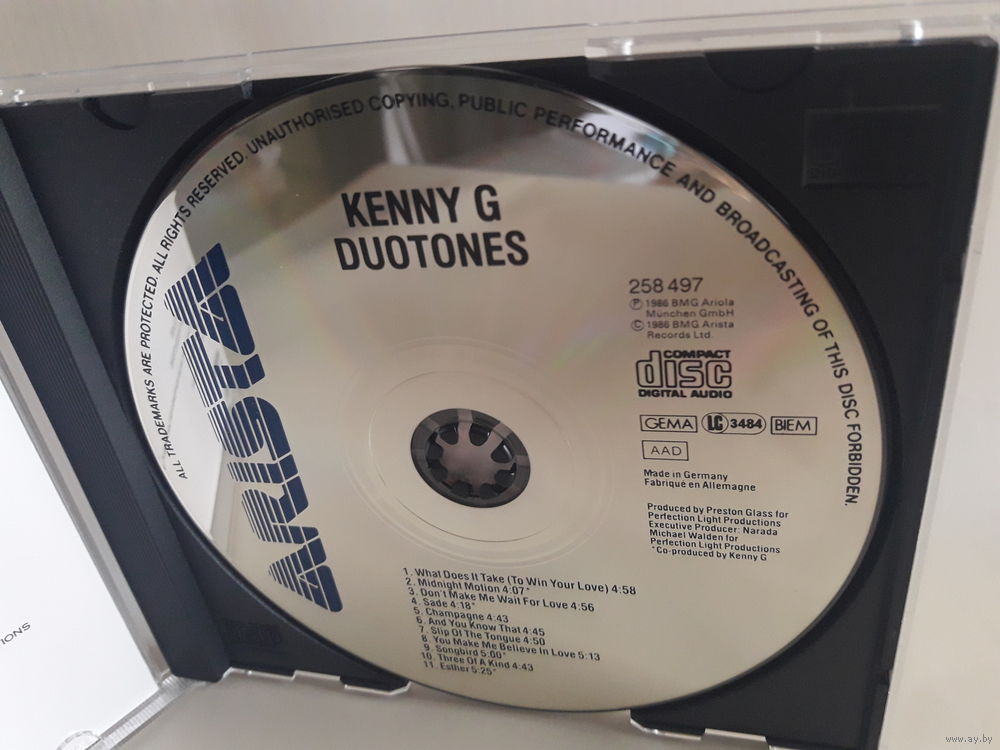 ALL TRADEMARKS ARE PROTECTED. ALL RIGHTS RESERVED. UNAUTHORISED COPYING, PUBLIC PERFORMANCE AND BROADCASTING OF THIS DISC FORBIDDEN.
KENNY G
DUOTONES
ARISTA
258 497
℗ 1986 BMG Ariola
München GmbH
© 1986 BMG Arista
Records Ltd.
COMPACT
disc
DIGITAL AUDIO
GEMA LC 3484 BIEM
AAD
Made in Germany
Fabriqué en Allemagne
Produced by Preston Glass for
Perfection Light Productions
Executive Producer: Narada
Michael Walden for
Perfection Light Productions
*Co-produced by Kenny G
1. What Does It Take (To Win Your Love) 4:58
2. Midnight Motion 4:07*
3. Don't Make Me Wait For Love 4:56
4. Sade 4:18*
5. Champagne 4:43
6. And You Know That 4:45
7. Slip Of The Tongue 4:50
8. You Make Me Believe In Love 5:13
9. Songbird 5:00*
10. Three Of A Kind 4:43
11. Esther 5:25*
IONS
www.ay.by